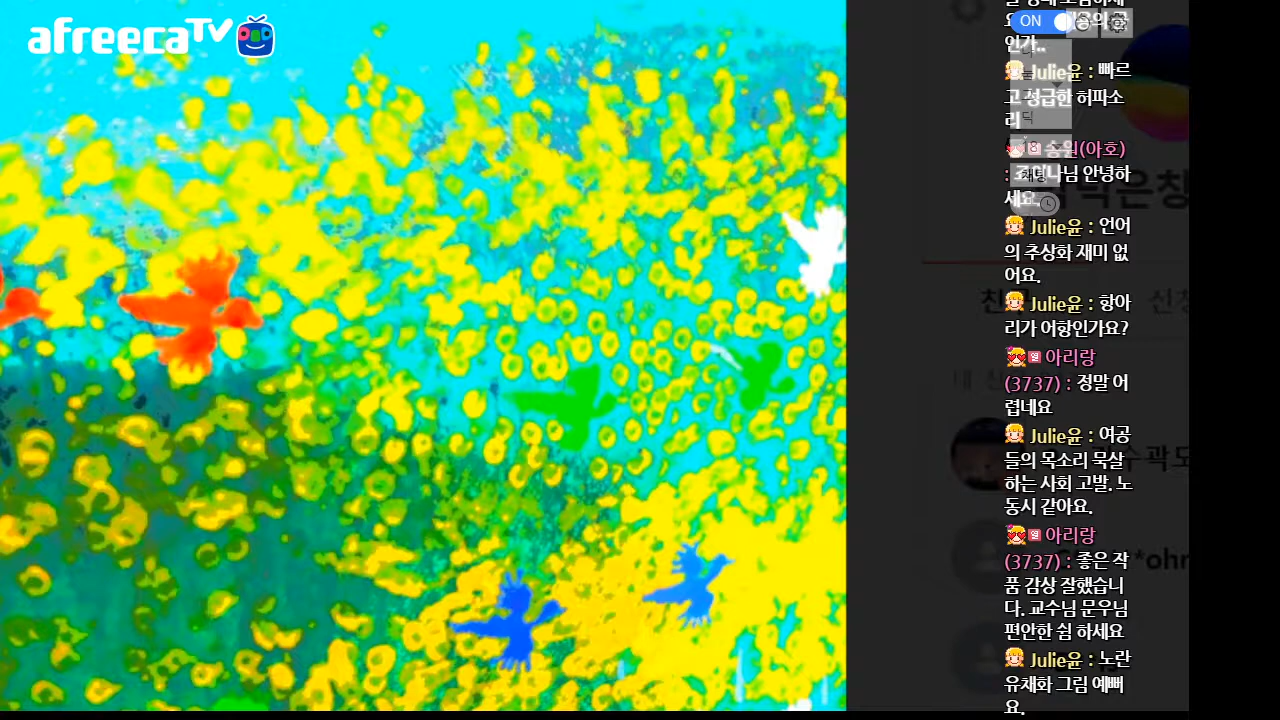 afreecaTV
ON
인가..
Julie윤 : 빠르
고 성급한 허파소
리
송원(아호)
나님 안녕하
세요.
채팅
Julie윤 : 언어
의 추상화 재미 없
어요.
Julie윤 : 항아
리가 어항인가요?
아리랑
(3737) : 정말 어
렵네요
Julie윤 : 여공
들의 목소리 묵살
하는 사회 고발. 노
동시 같아요.
아리랑
(3737) : 좋은 작
품 감상 잘했습니
다. 교수님 문우님
편안한 쉼 하세요
Julie윤 : 노란
유채화 그림 예뻐
요.